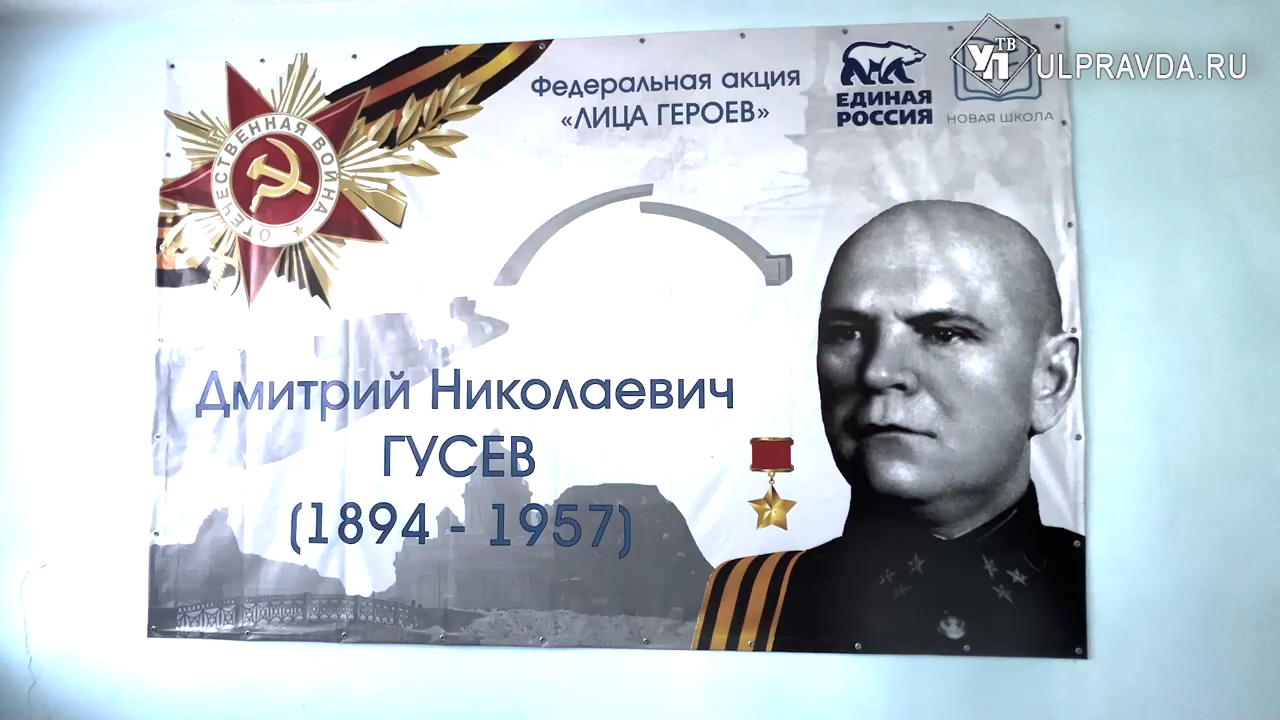 Федеральная акция
«ЛИЦА ГЕРОЕВ»
ЕДИНАЯ
РОССИЯ
НОВАЯ ШКОЛА
УП ТВ
ULPRAVDA.RU
ОТЕЧЕСТВЕННАЯ ВОЙНА
Дмитрий Николаевич
ГУСЕВ
(1894 - 1957)